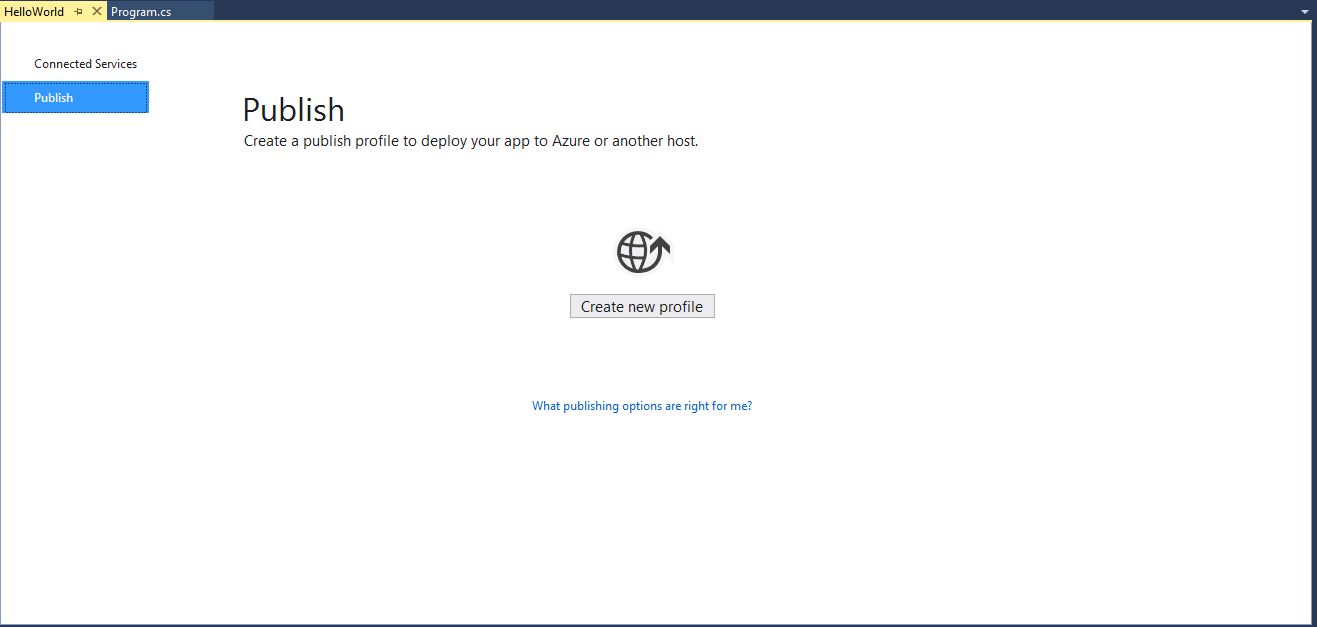 HelloWorld
Program.cs
Connected Services
Publish
Publish
Create a publish profile to deploy your app to Azure or another host.
Create new profile
What publishing options are right for me?